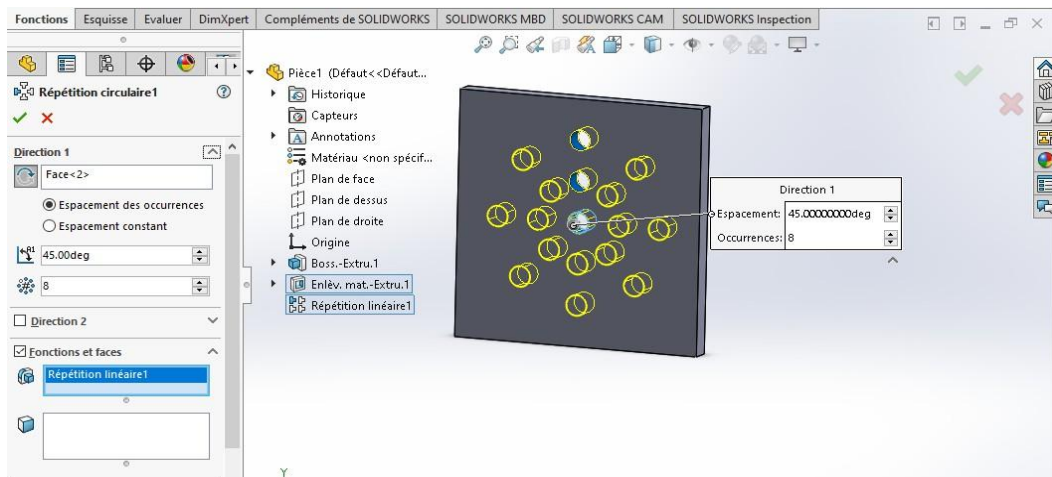 Fonctions Esquisse Evaluer DimXpert Compléments de SOLIDWORKS SOLIDWORKS MBD SOLIDWORKS CAM SOLIDWORKS Inspection
Répétition circulaire1
Direction 1
Face<2>
Espacement des occurrences
Espacement constant
45.00deg
8
Direction 2
Fonctions et faces
Répétition linéaire1
Pièce1 (Défaut<<Défaut...
Historique
Capteurs
Annotations
Matériau <non spécif...
Plan de face
Plan de dessus
Plan de droite
Origine
Boss.-Extru.1
Enlèv. mat.-Extru.1
Répétition linéaire1
Direction 1
Espacement: 45.00000000deg
Occurrences: 8
Y